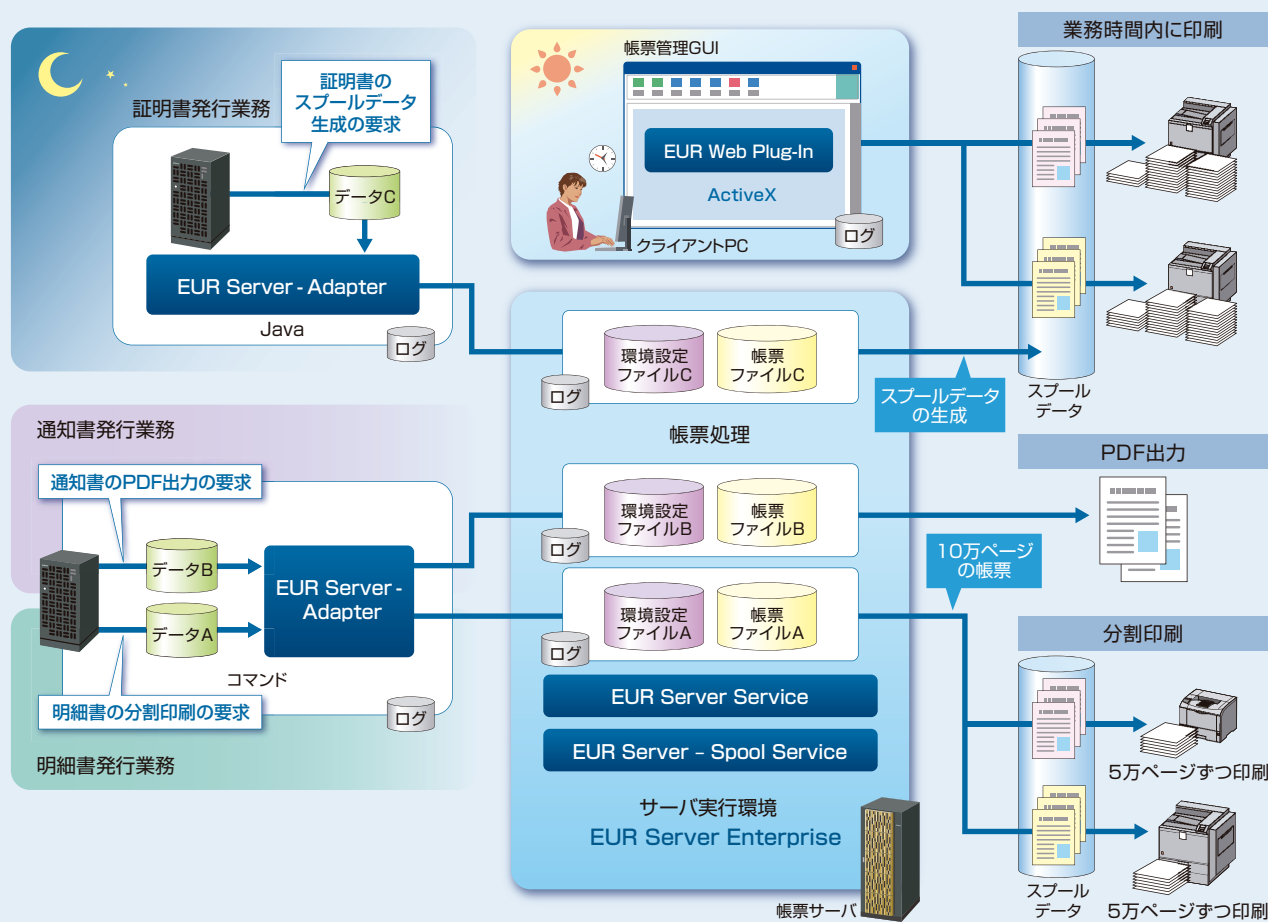 証明書発行業務
証明書の
スプールデータ
生成の要求
データC
EUR Server - Adapter
Java
ログ
帳票管理GUI
EUR Web Plug-In
ActiveX
クライアントPC
ログ
業務時間内に印刷
スプール
データ
環境設定
ファイルC
帳票
ファイルC
ログ
スプールデータ
の生成
帳票処理
通知書発行業務
通知書のPDF出力の要求
データB
データA
EUR Server -
Adapter
コマンド
明細書の分割印刷の要求
ログ
明細書発行業務
環境設定
ファイルB
帳票
ファイルB
ログ
環境設定
ファイルA
帳票
ファイルA
ログ
EUR Server Service
EUR Server – Spool Service
サーバ実行環境
EUR Server Enterprise
帳票サーバ
PDF出力
10万ページ
の帳票
分割印刷
5万ページずつ印刷
スプール
データ
5万ページずつ印刷